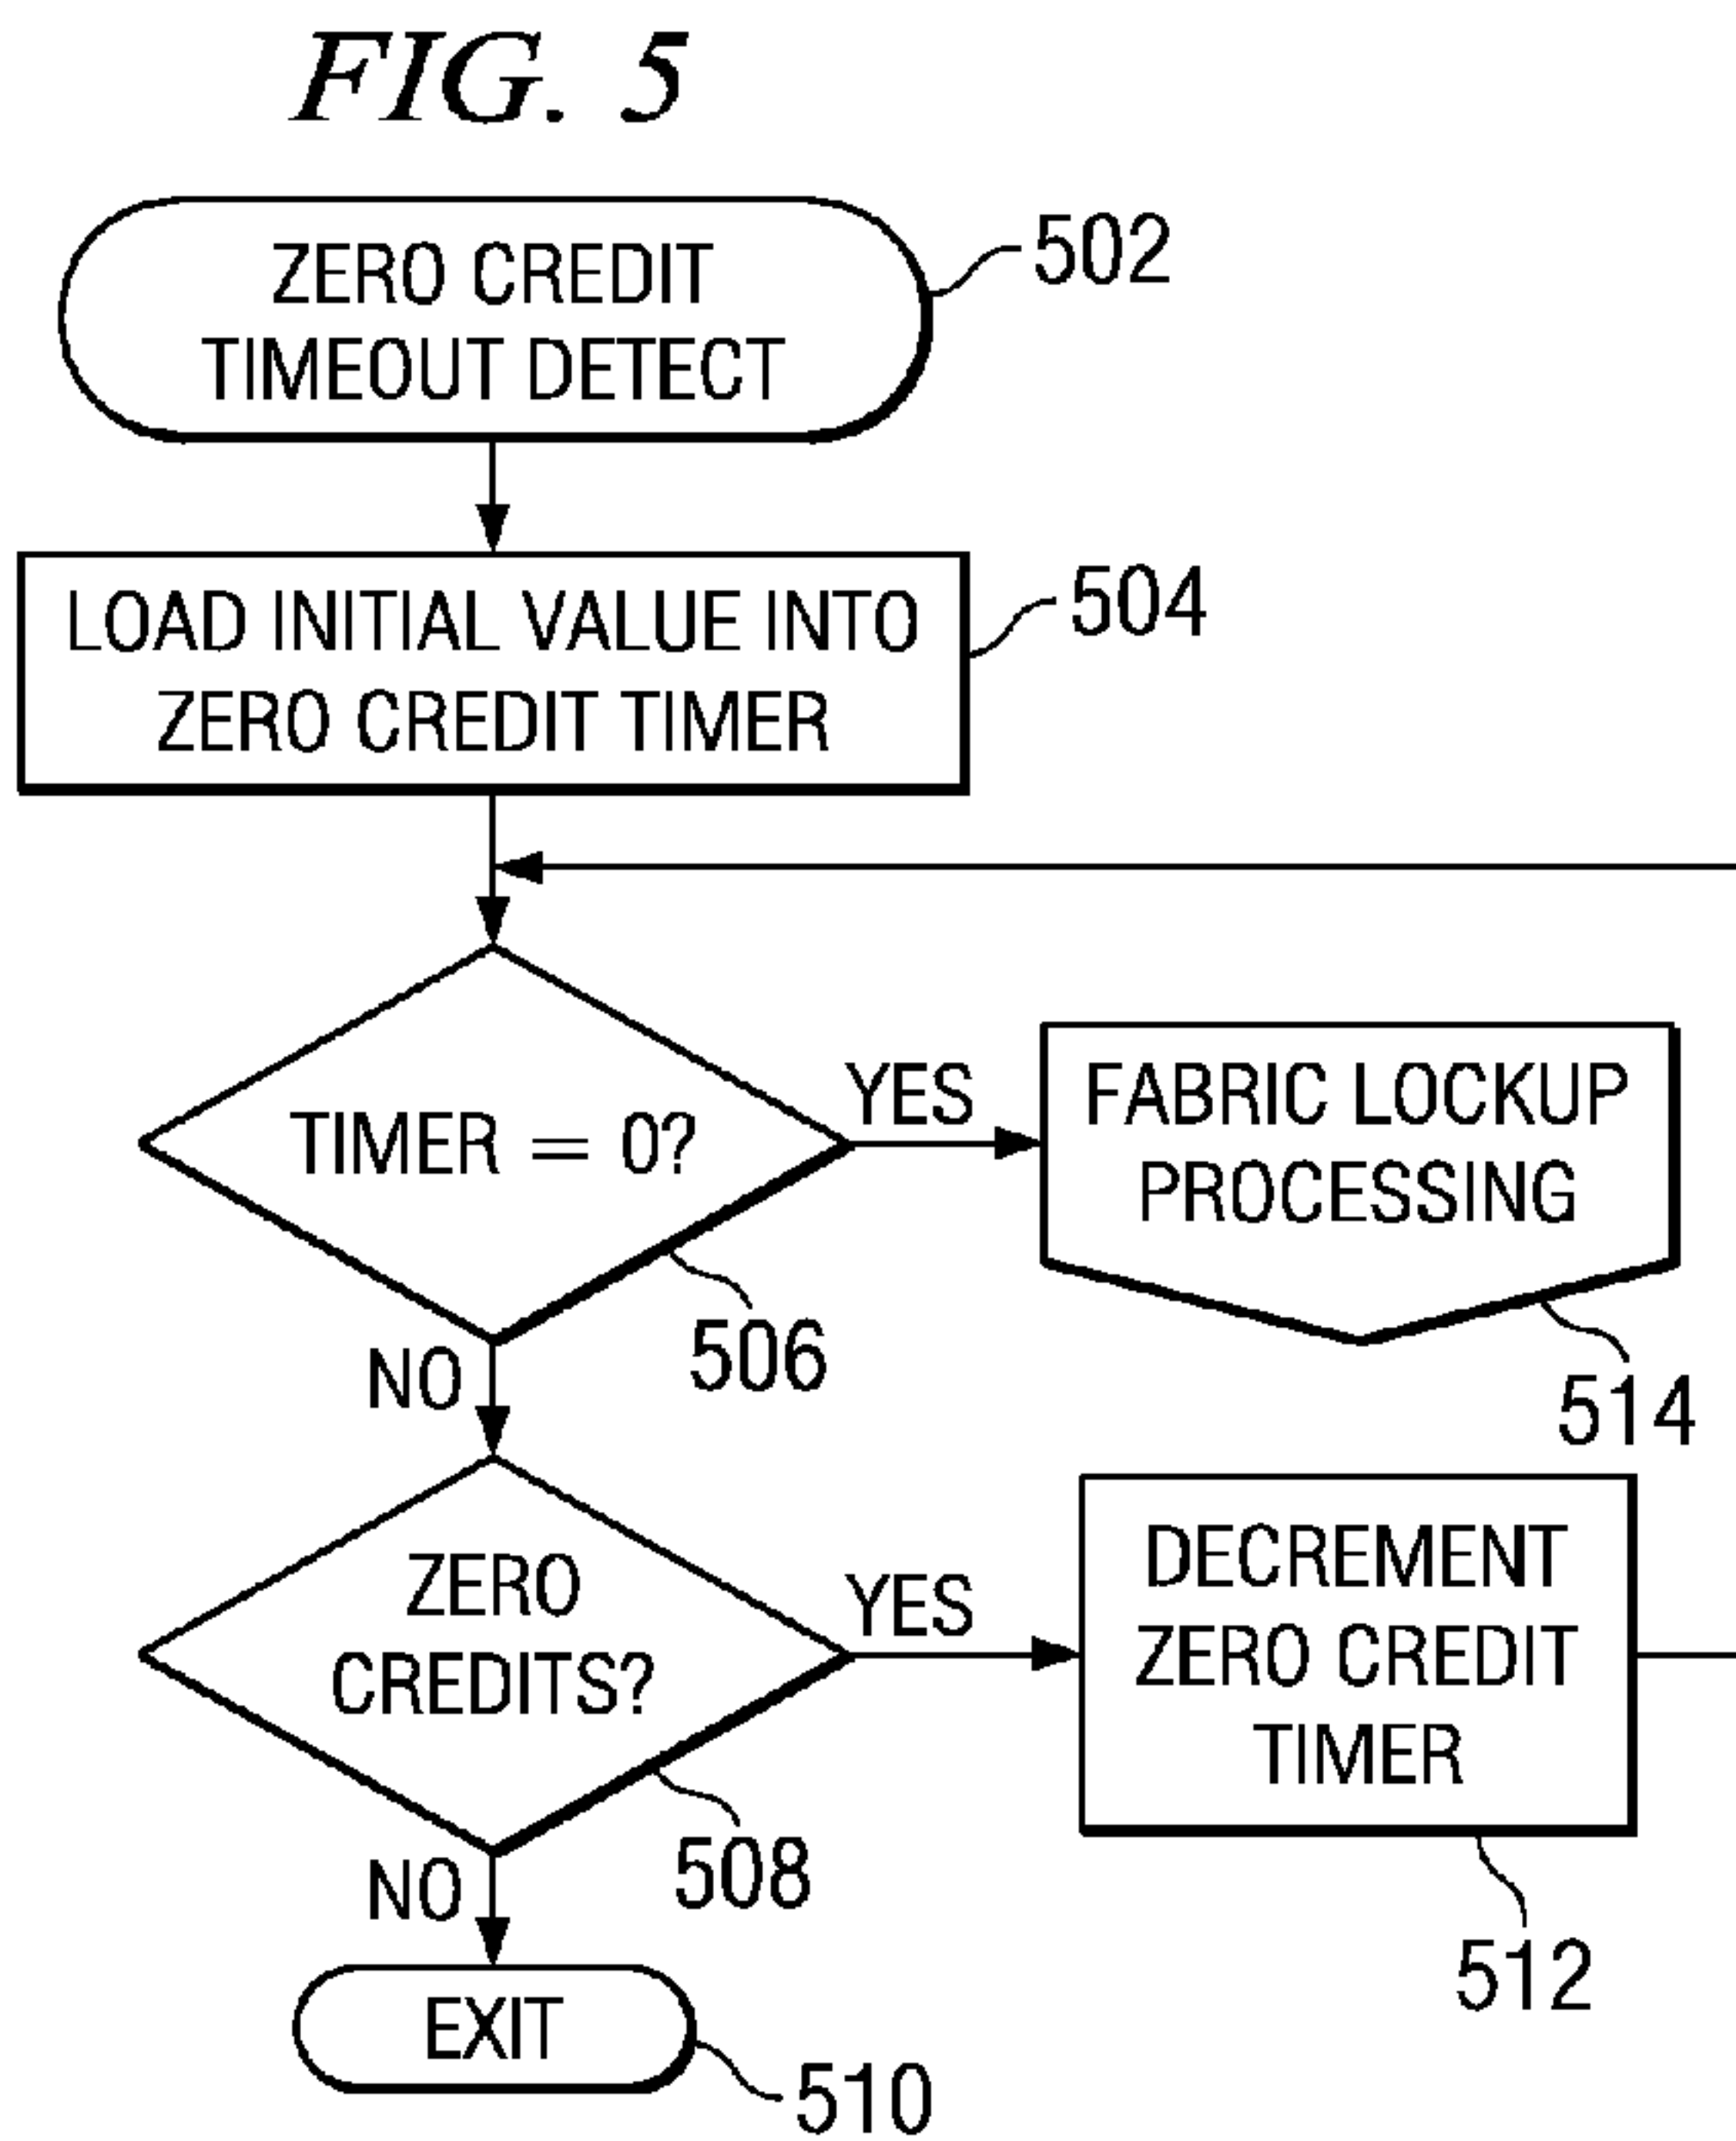 FIG. 5
ZERO CREDIT
TIMEOUT DETECT
502
LOAD INITIAL VALUE INTO
ZERO CREDIT TIMER
504
TIMER = 0?
506
YES
FABRIC LOCKUP
PROCESSING
514
NO
ZERO
CREDITS?
508
YES
DECREMENT
ZERO CREDIT
TIMER
512
NO
EXIT
510